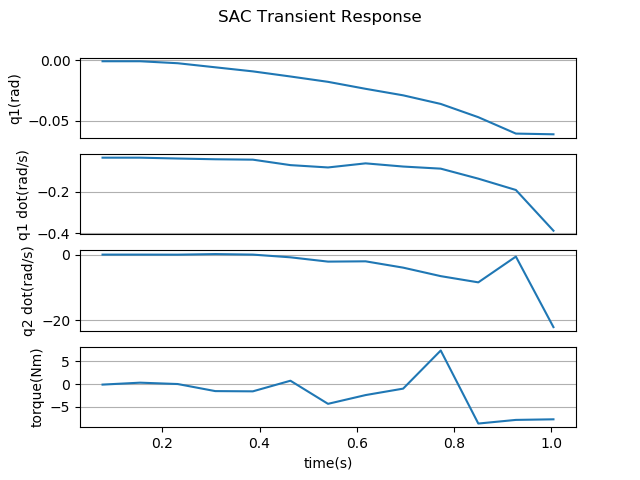 SAC Transient Response
q1(rad)
0.00
−0.05
q1 dot(rad/s)
−0.2
−0.4
q2 dot(rad/s)
0
−20
torque(Nm)
5
0
−5
0.2 0.4 0.6 0.8 1.0
time(s)